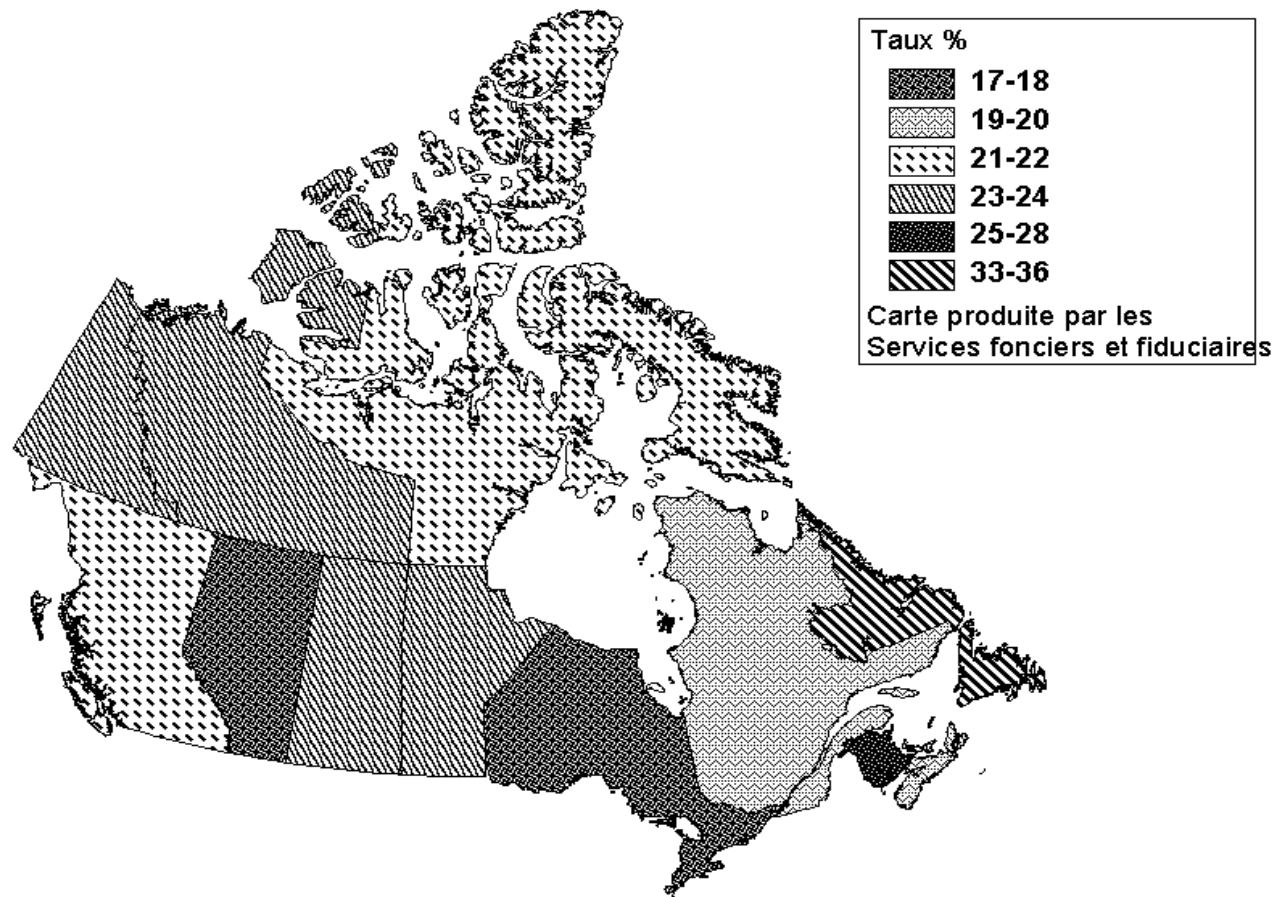 Taux %
17-18
19-20
21-22
23-24
25-28
33-36
Carte produite par les
Services fonciers et fiduciaires